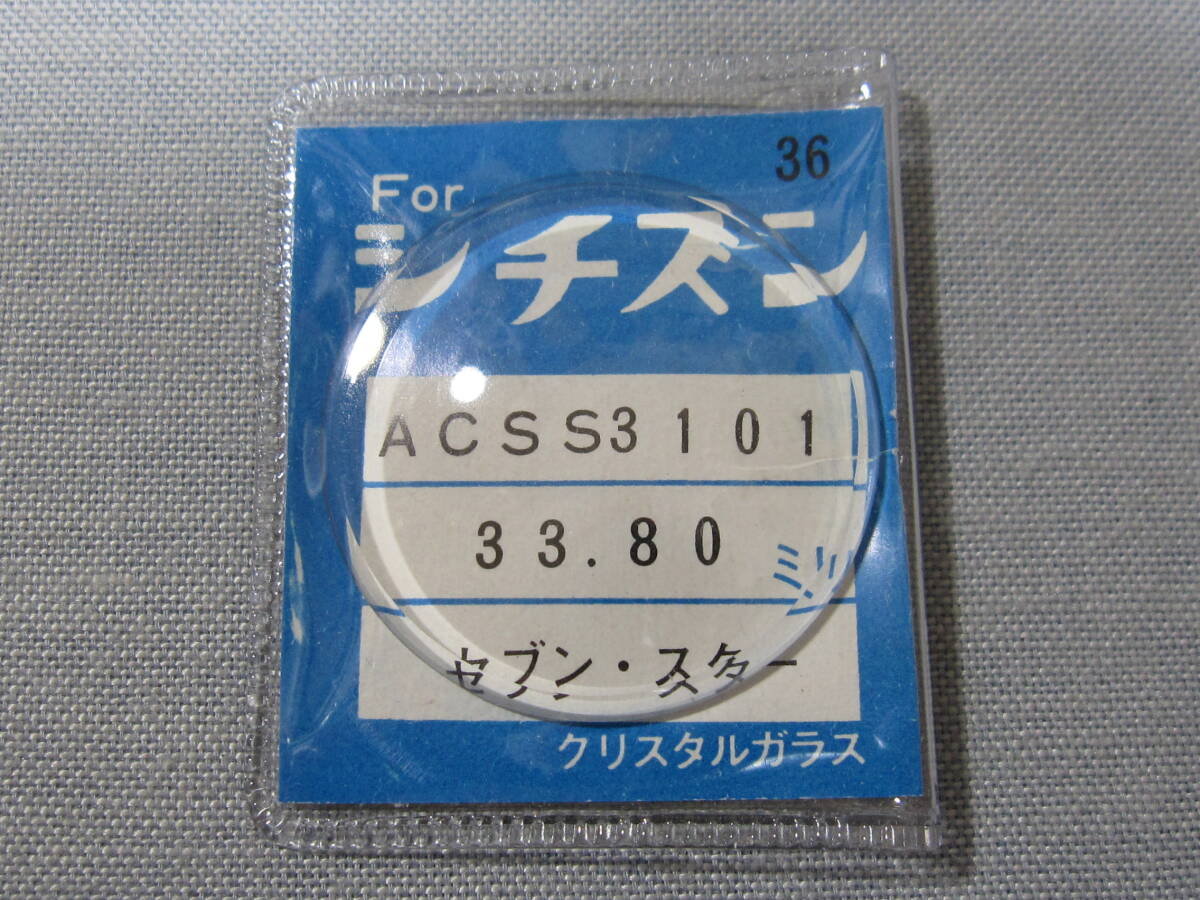 36
For
シチズン
ACSS3101
33.80
ミリ
セブン・スター
クリスタルガラス